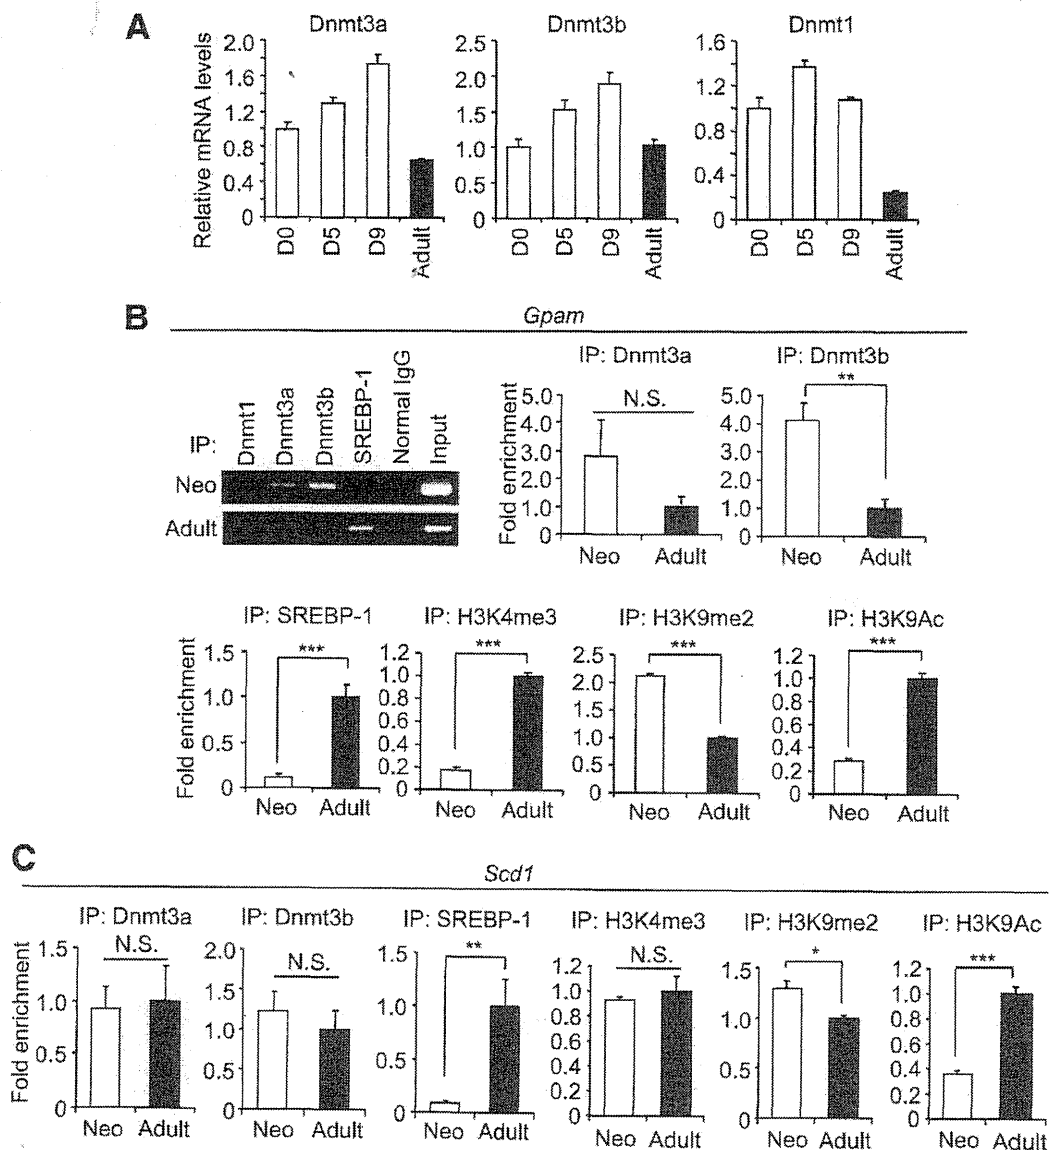 A
Dnmt3a
Dnmt3b
Dnmt1
Relative mRNA levels
2.0
1.6
1.2
0.8
0.4
0
D0
D5
D9
Adult
2.5
2.0
1.5
1.0
0.5
0
D0
D5
D9
Adult
1.6
1.2
0.8
0.4
0
D0
D5
D9
Adult
B
Gpam
IP:
Dnmt1
Dnmt3a
Dnmt3b
SREBP-1
Normal IgG
Input
Neo
Adult
IP: Dnmt3a
Fold enrichment
5.0
4.0
3.0
2.0
1.0
0
N.S.
Neo Adult
IP: Dnmt3b
5.0
4.0
3.0
2.0
1.0
0
**
Neo Adult
IP: SREBP-1
Fold enrichment
1.5
1.0
0.5
0
***
Neo Adult
IP: H3K4me3
1.2
1.0
0.8
0.6
0.4
0.2
0
***
Neo Adult
IP: H3K9me2
2.5
2.0
1.5
1.0
0.5
0
***
Neo Adult
IP: H3K9Ac
1.2
1.0
0.8
0.6
0.4
0.2
0
***
Neo Adult
C
Scd1
IP: Dnmt3a
Fold enrichment
1.5
1.0
0.5
0
N.S.
Neo Adult
IP: Dnmt3b
2.0
1.5
1.0
0.5
0
N.S.
Neo Adult
IP: SREBP-1
1.5
1.0
0.5
0
**
Neo Adult
IP: H3K4me3
1.2
1.0
0.8
0.6
0.4
0.2
0
N.S.
Neo Adult
IP: H3K9me2
1.5
1.0
0.5
0
*
Neo Adult
IP: H3K9Ac
1.2
1.0
0.8
0.6
0.4
0.2
0
***
Neo Adult